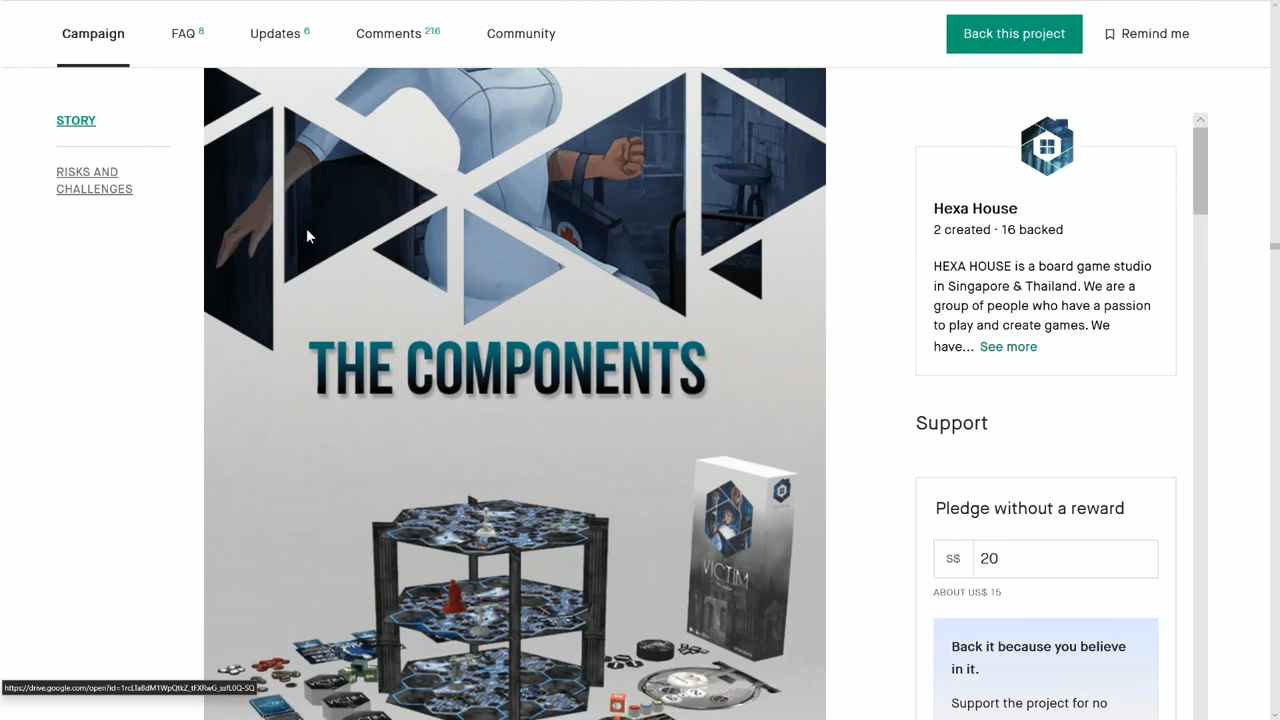 Campaign
FAQ 8
Updates 6
Comments 216
Community
Back this project
Remind me
STORY
RISKS AND
CHALLENGES
Hexa House
2 created · 16 backed
HEXA HOUSE is a board game studio
in Singapore & Thailand. We are a
group of people who have a passion
to play and create games. We
have... See more
THE COMPONENTS
Support
Pledge without a reward
S$ 20
ABOUT US$ 15
Back it because you believe
in it.
Support the project for no
VICTIM